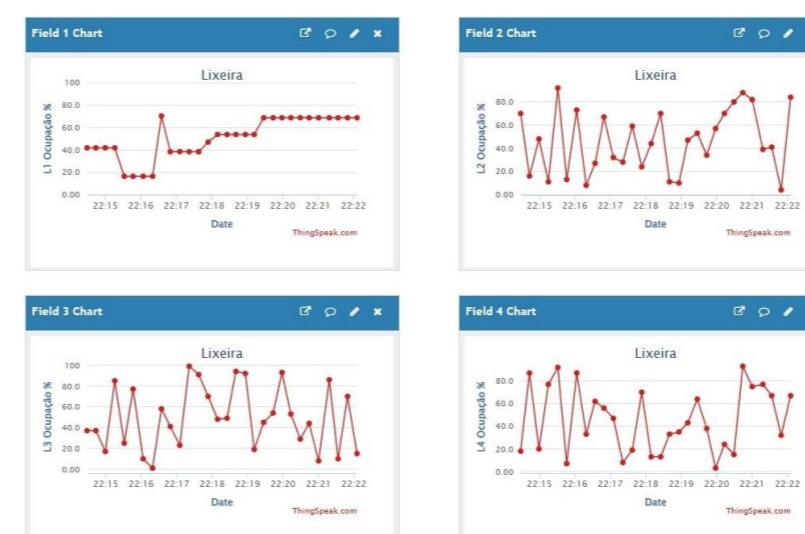 Field 1 Chart
Lixeira
L1 Ocupação %
100
80.0
60.0
40.0
20.0
0.00
22:15 22:16 22:17 22:18 22:19 22:20 22:21 22:22
Date
ThingSpeak.com
Field 2 Chart
Lixeira
L2 Ocupação %
80.0
60.0
40.0
20.0
0.00
22:15 22:16 22:17 22:18 22:19 22:20 22:21 22:22
Date
ThingSpeak.com
Field 3 Chart
Lixeira
L3 Ocupação %
100
80.0
60.0
40.0
20.0
0.00
22:15 22:16 22:17 22:18 22:19 22:20 22:21 22:22
Date
ThingSpeak.com
Field 4 Chart
Lixeira
L4 Ocupação %
80.0
60.0
40.0
20.0
0.00
22:15 22:16 22:17 22:18 22:19 22:20 22:21 22:22
Date
ThingSpeak.com